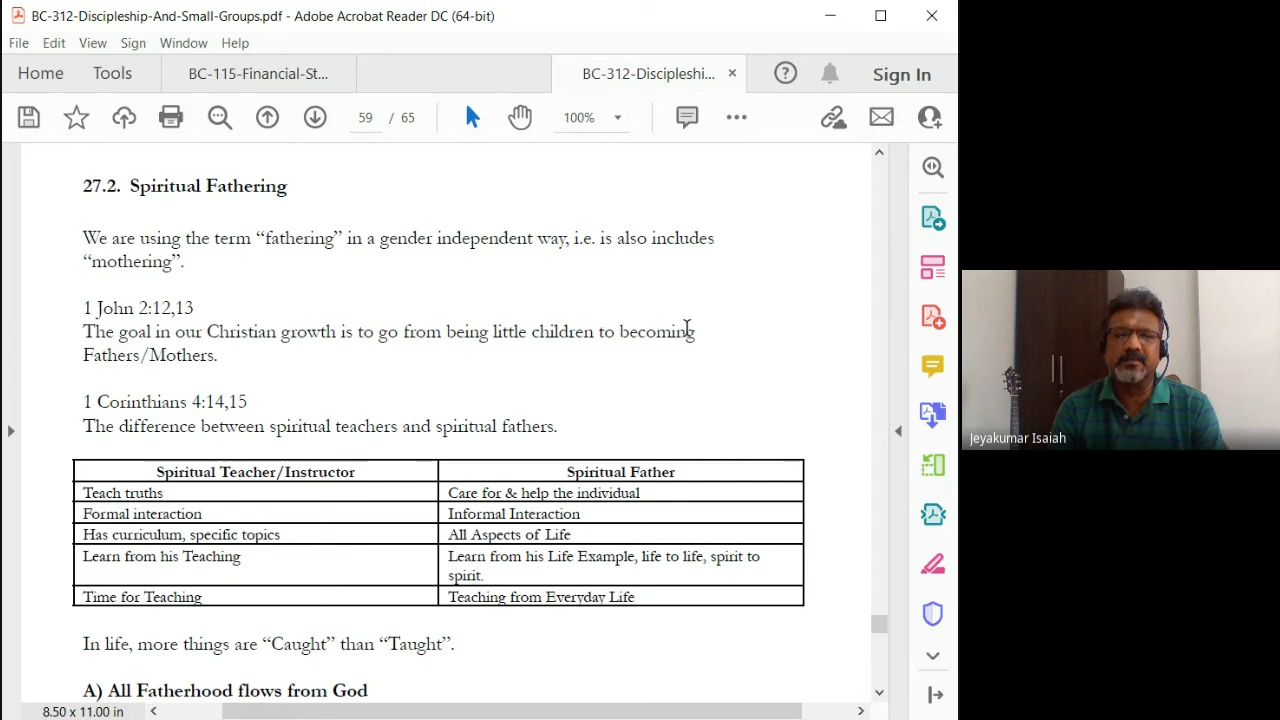 BC-312-Discipleship-And-Small-Groups.pdf - Adobe Acrobat Reader DC (64-bit)
File Edit View Sign Window Help
Home Tools BC-115-Financial-St... BC-312-Discipleshi... Sign In
59 / 65 100%
27.2. Spiritual Fathering
We are using the term “fathering” in a gender independent way, i.e. is also includes
“mothering”.
1 John 2:12,13
The goal in our Christian growth is to go from being little children to becoming
Fathers/Mothers.
1 Corinthians 4:14,15
The difference between spiritual teachers and spiritual fathers.
Spiritual Teacher/Instructor Spiritual Father
Teach truths Care for & help the individual
Formal interaction Informal Interaction
Has curriculum, specific topics All Aspects of Life
Learn from his Teaching Learn from his Life Example, life to life, spirit to
spirit.
Time for Teaching Teaching from Everyday Life
In life, more things are “Caught” than “Taught”.
A) All Fatherhood flows from God
8.50 x 11.00 in
Jeyakumar Isaiah